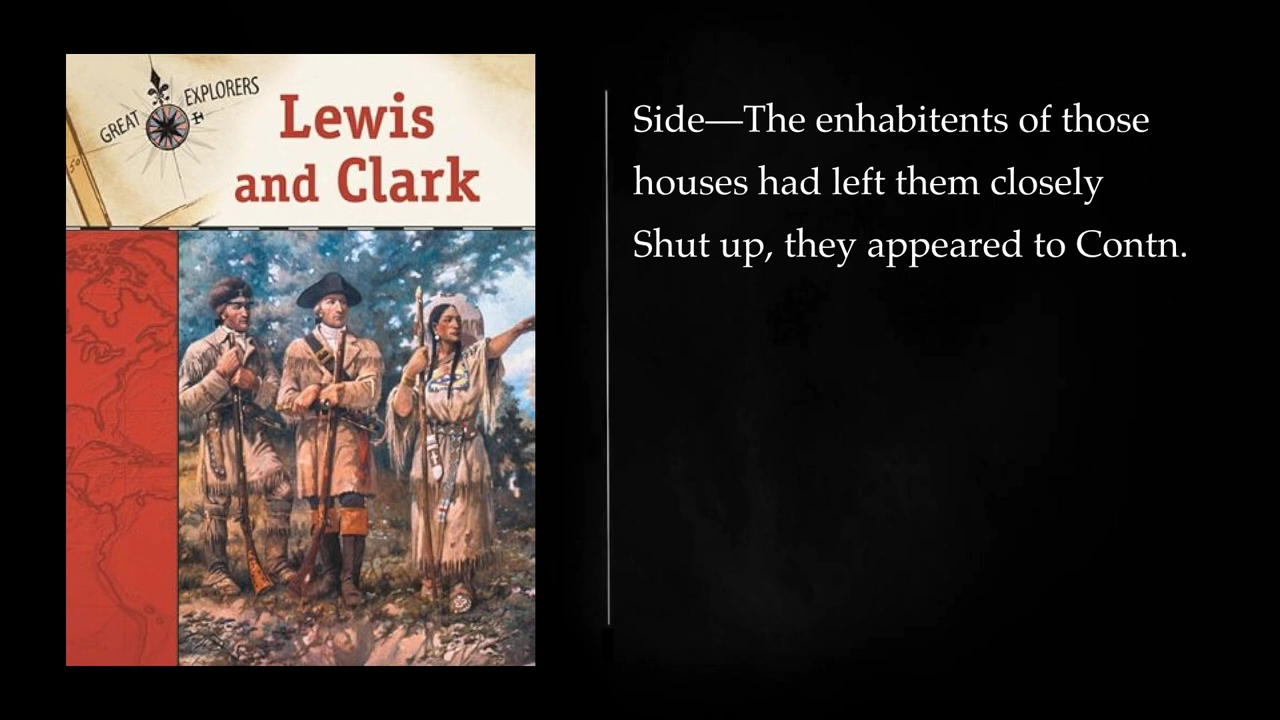 GREAT EXPLORERS
Lewis
and Clark
50
Side—The enhabitents of those
houses had left them closely
Shut up, they appeared to Contn.